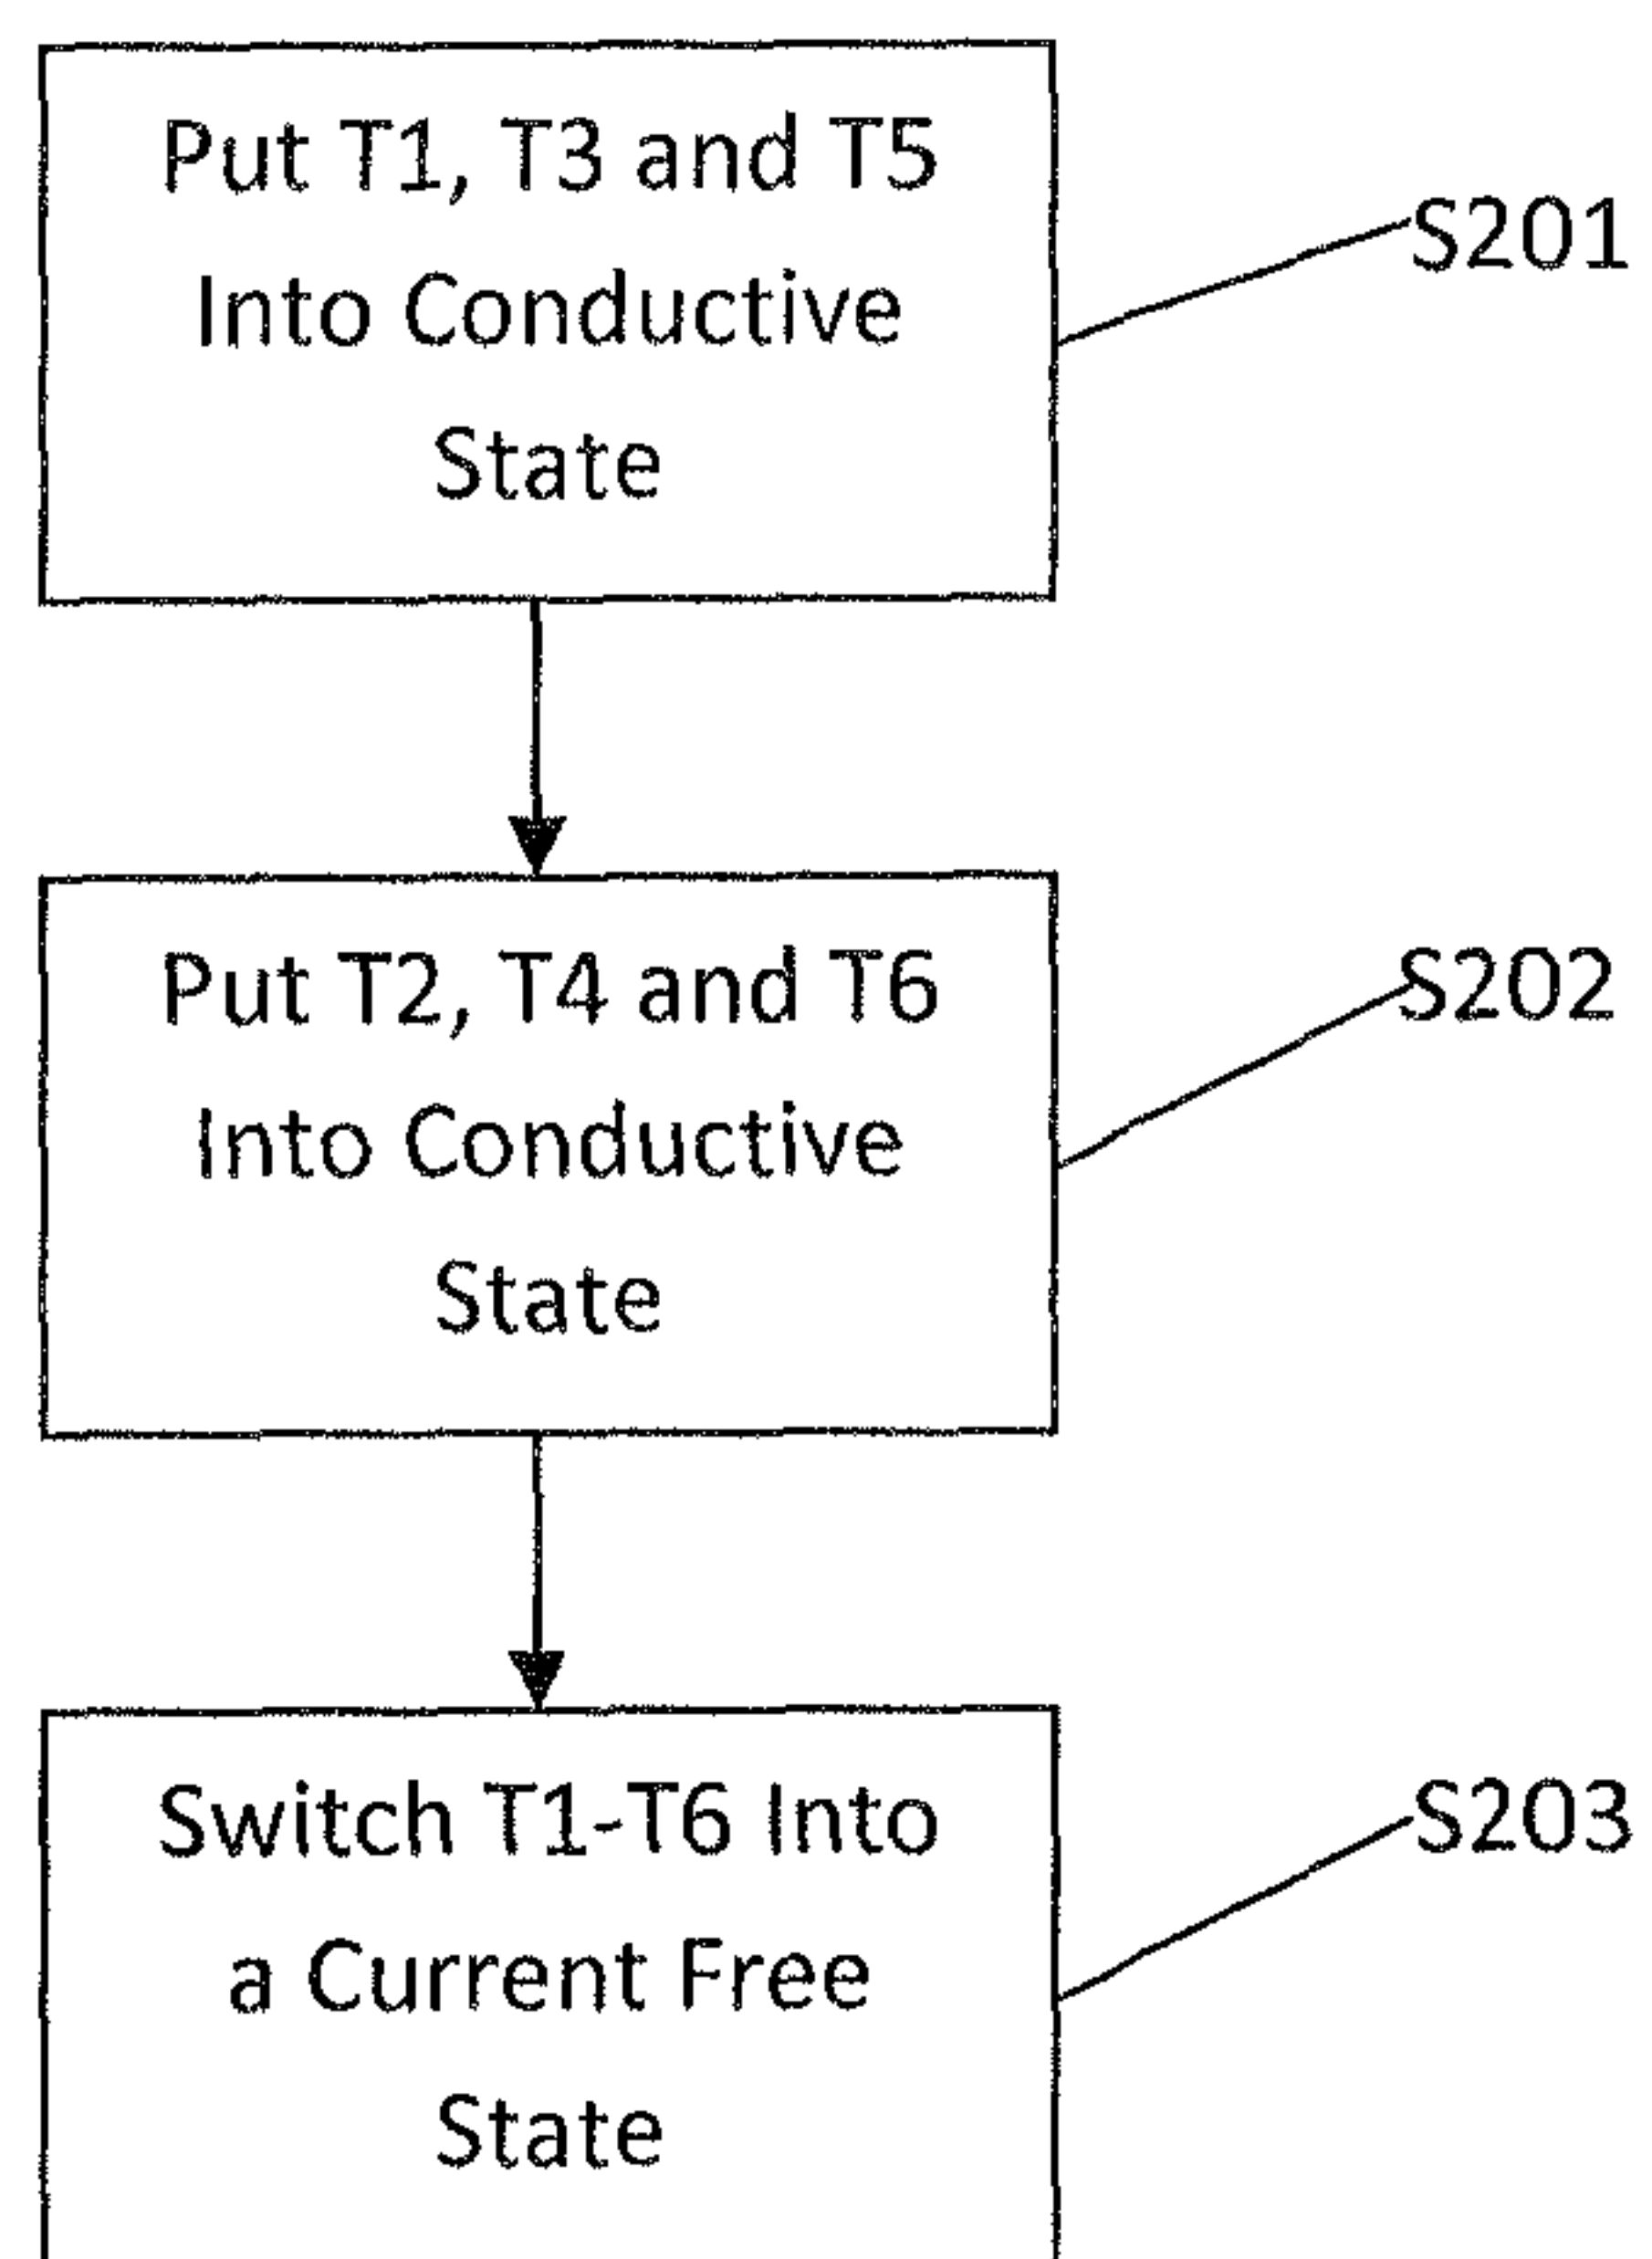 Put T1, T3 and T5
Into Conductive
State
S201
Put T2, T4 and T6
Into Conductive
State
S202
Switch T1-T6 Into
a Current Free
State
S203